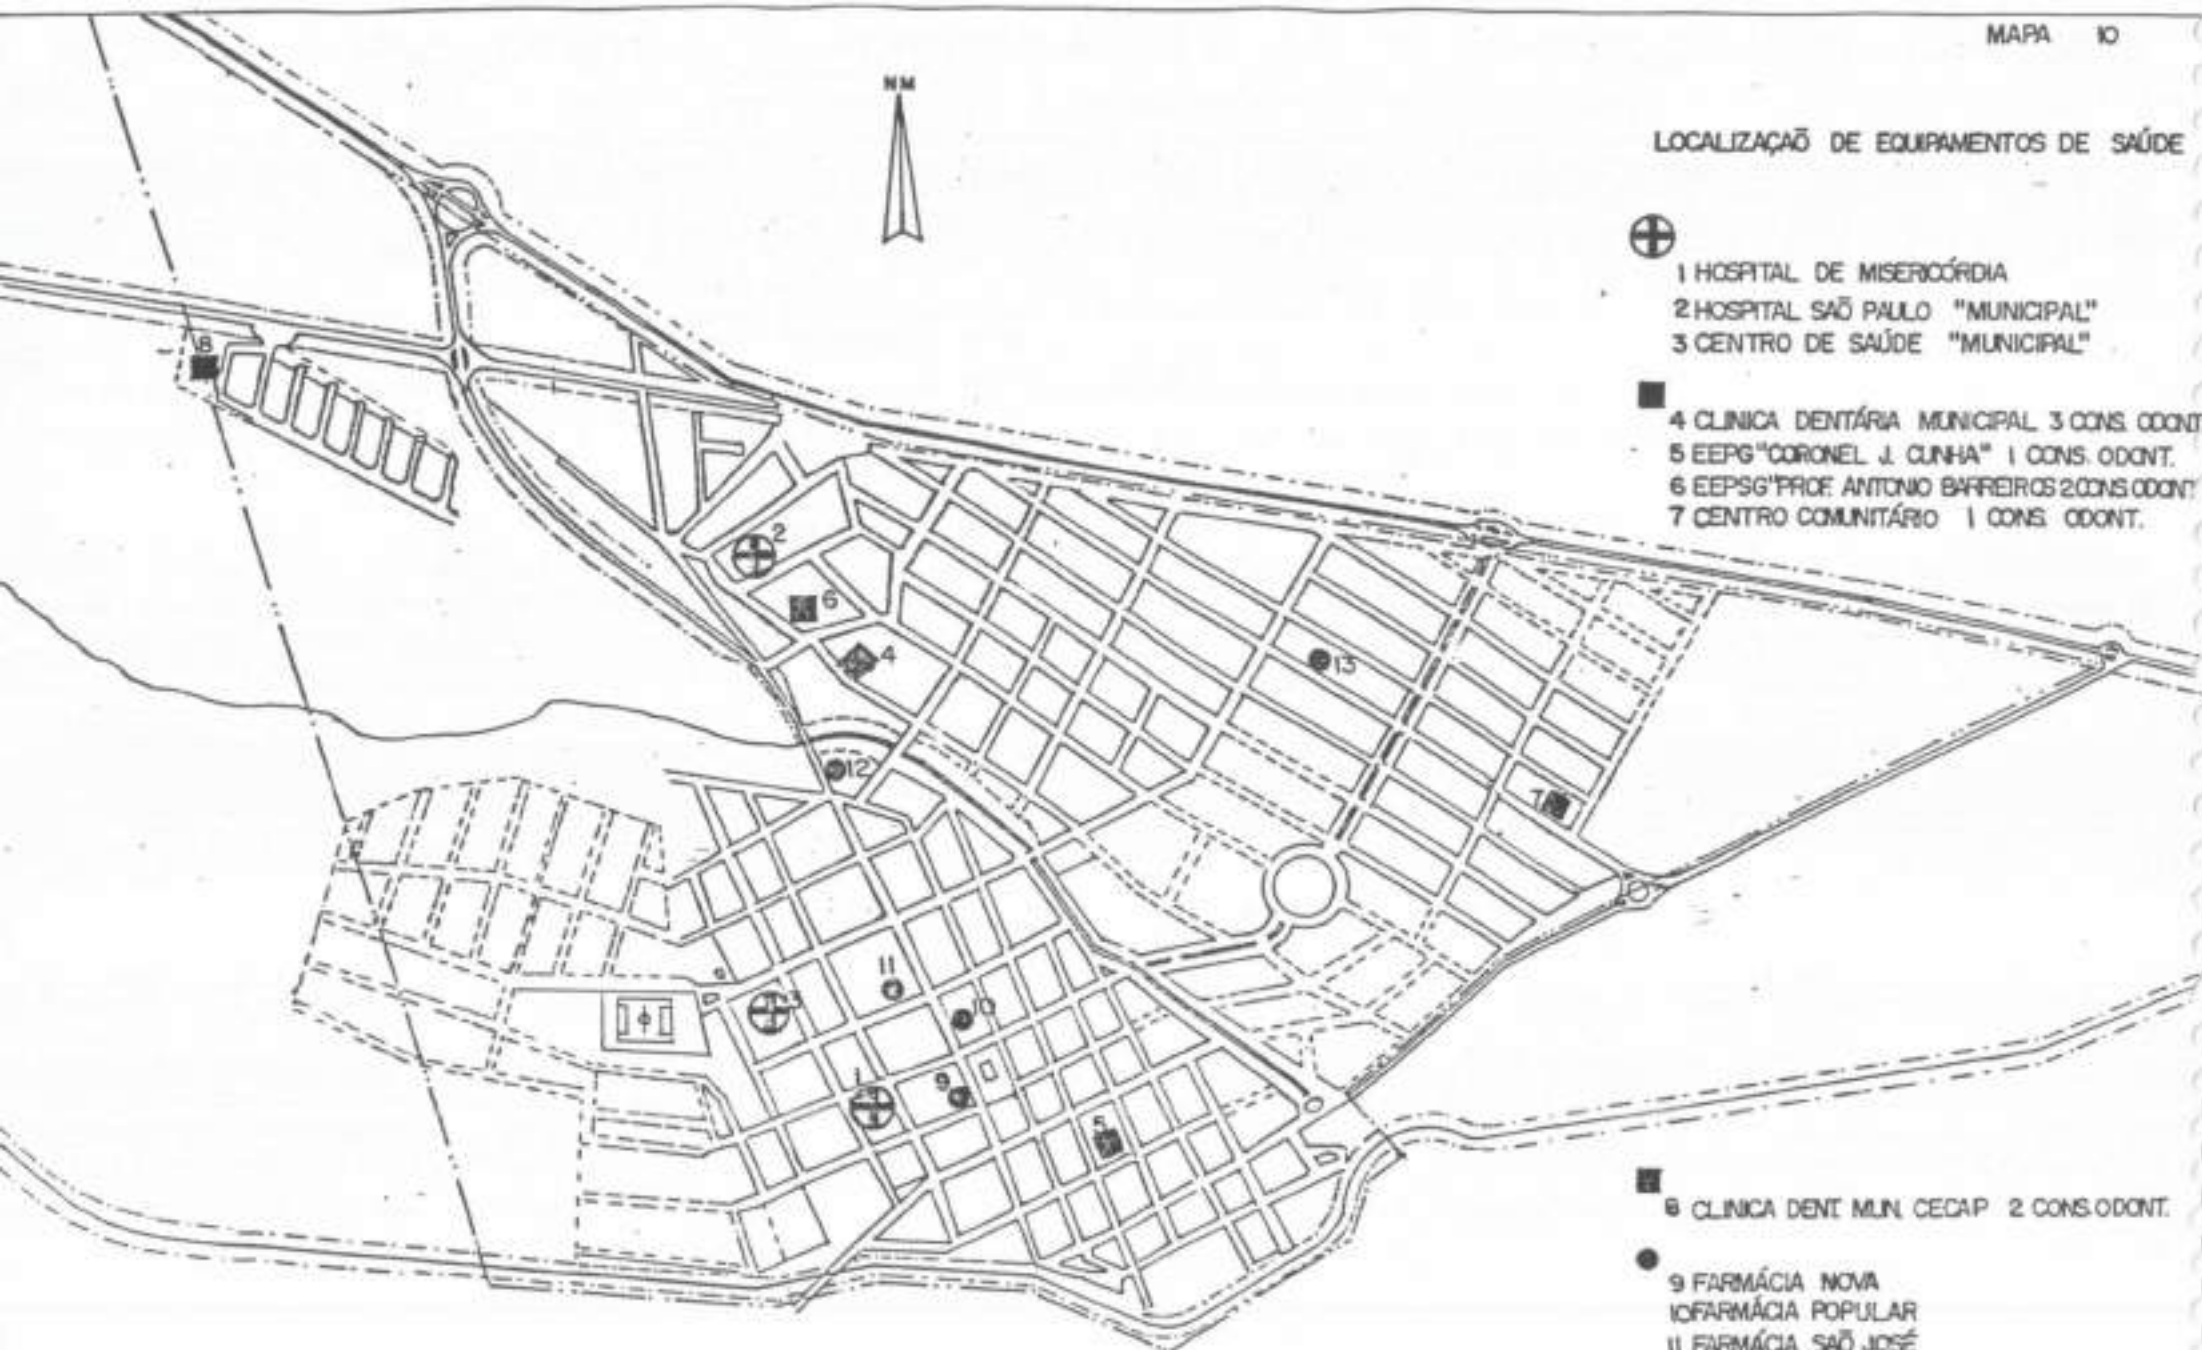 MAPA 10
NM
LOCALIZAÇAÕ DE EQUIPAMENTOS DE SAÚDE
1 HOSPITAL DE MISERICÓRDIA
2 HOSPITAL SAÕ PAULO "MUNICIPAL"
3 CENTRO DE SAÚDE "MUNICIPAL"
4 CLINICA DENTÁRIA MUNICIPAL 3 CONS. ODONT
5 EEPG "CORONEL J. CUNHA" 1 CONS. ODONT.
6 EEPSG "PROF. ANTONIO BARREIROS 2 CONS. ODONT
7 CENTRO COMUNITÁRIO 1 CONS. ODONT.
8
2
6
4
13
12
7
11
3
10
1
9
5
8 CLINICA DENT. MUN. CECAP 2 CONS. ODONT.
9 FARMÁCIA NOVA
10 FARMÁCIA POPULAR
11 FARMÁCIA SAÕ JOSÉ